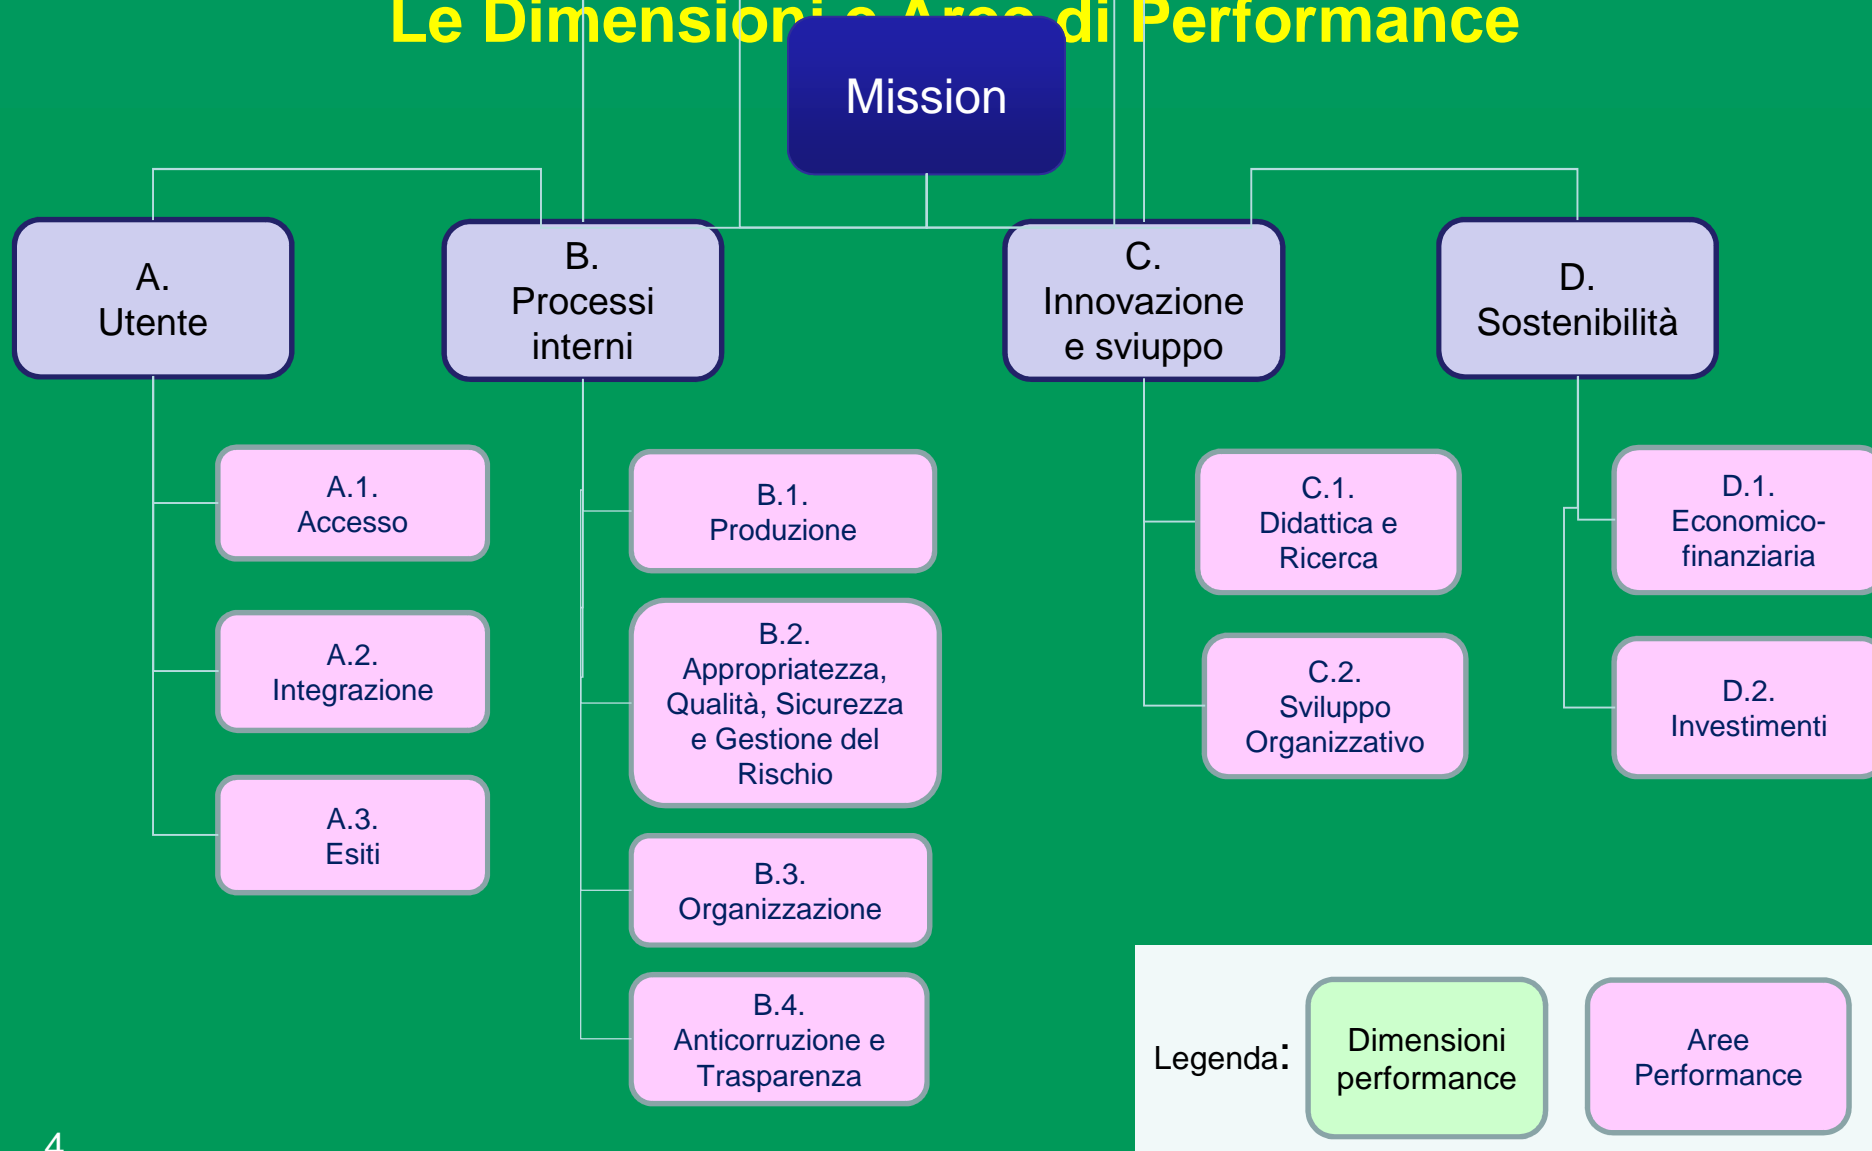 Le Dimensioni e Aree di Performance
Mission
A.
Utente
B.
Processi
interni
C.
Innovazione
e sviuppo
D.
Sostenibilità
A.1.
Accesso
A.2.
Integrazione
A.3.
Esiti
B.1.
Produzione
B.2.
Appropriatezza,
Qualità, Sicurezza
e Gestione del
Rischio
B.3.
Organizzazione
B.4.
Anticorruzione e
Trasparenza
C.1.
Didattica e
Ricerca
C.2.
Sviluppo
Organizzativo
D.1.
Economico-
finanziaria
D.2.
Investimenti
Legenda:
Dimensioni
performance
Aree
Performance
4